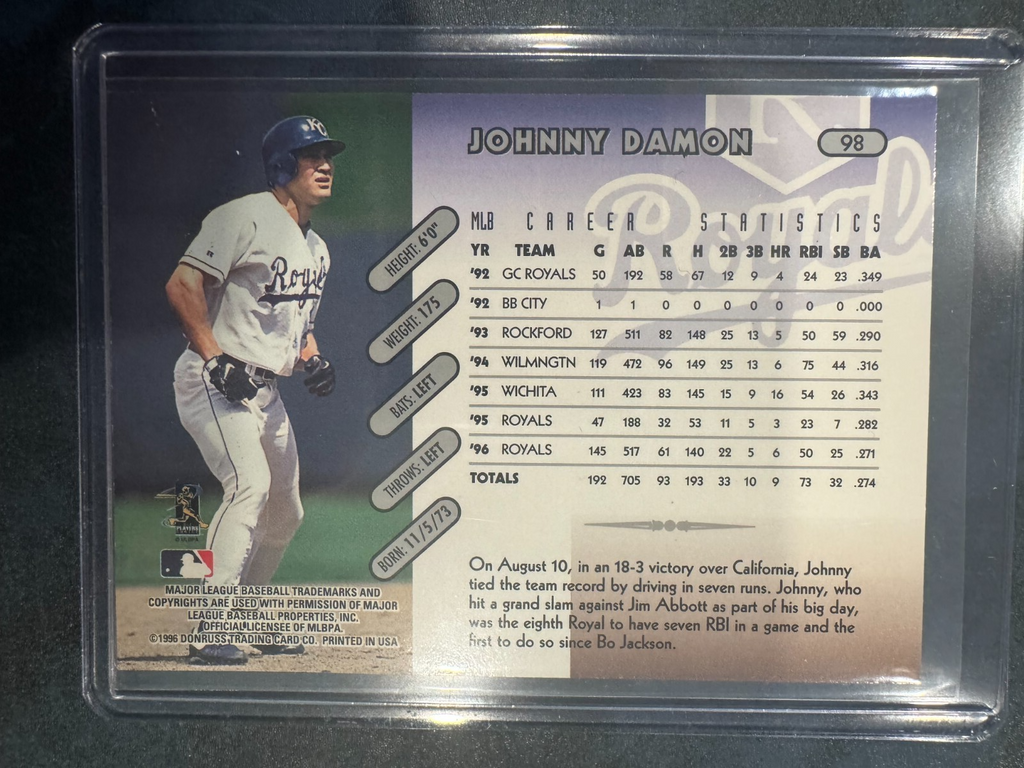 JOHNNY DAMON
98
KC
Royals
Royals
HEIGHT: 6'0"
WEIGHT: 175
BATS: LEFT
THROWS: LEFT
BORN: 11/5/73
MLB CAREER STATISTICS
YR TEAM G AB R H 2B 3B HR RBI SB BA
'92 GC ROYALS 50 192 58 67 12 9 4 24 23 .349
'92 BB CITY 1 1 0 0 0 0 0 0 0 .000
'93 ROCKFORD 127 511 82 148 25 13 5 50 59 .290
'94 WILMNGTN 119 472 96 149 25 13 6 75 44 .316
'95 WICHITA 111 423 83 145 15 9 16 54 26 .343
'95 ROYALS 47 188 32 53 11 5 3 23 7 .282
'96 ROYALS 145 517 61 140 22 5 6 50 25 .271
TOTALS 192 705 93 193 33 10 9 73 32 .274
On August 10, in an 18-3 victory over California, Johnny
tied the team record by driving in seven runs. Johnny, who
hit a grand slam against Jim Abbott as part of his big day,
was the eighth Royal to have seven RBI in a game and the
first to do so since Bo Jackson.
PLAYERS
MAJOR LEAGUE BASEBALL TRADEMARKS AND
COPYRIGHTS ARE USED WITH PERMISSION OF MAJOR
LEAGUE BASEBALL PROPERTIES, INC.
OFFICIAL LICENSEE OF MLBPA.
©1996 DONRUSS TRADING CARD CO. PRINTED IN USA